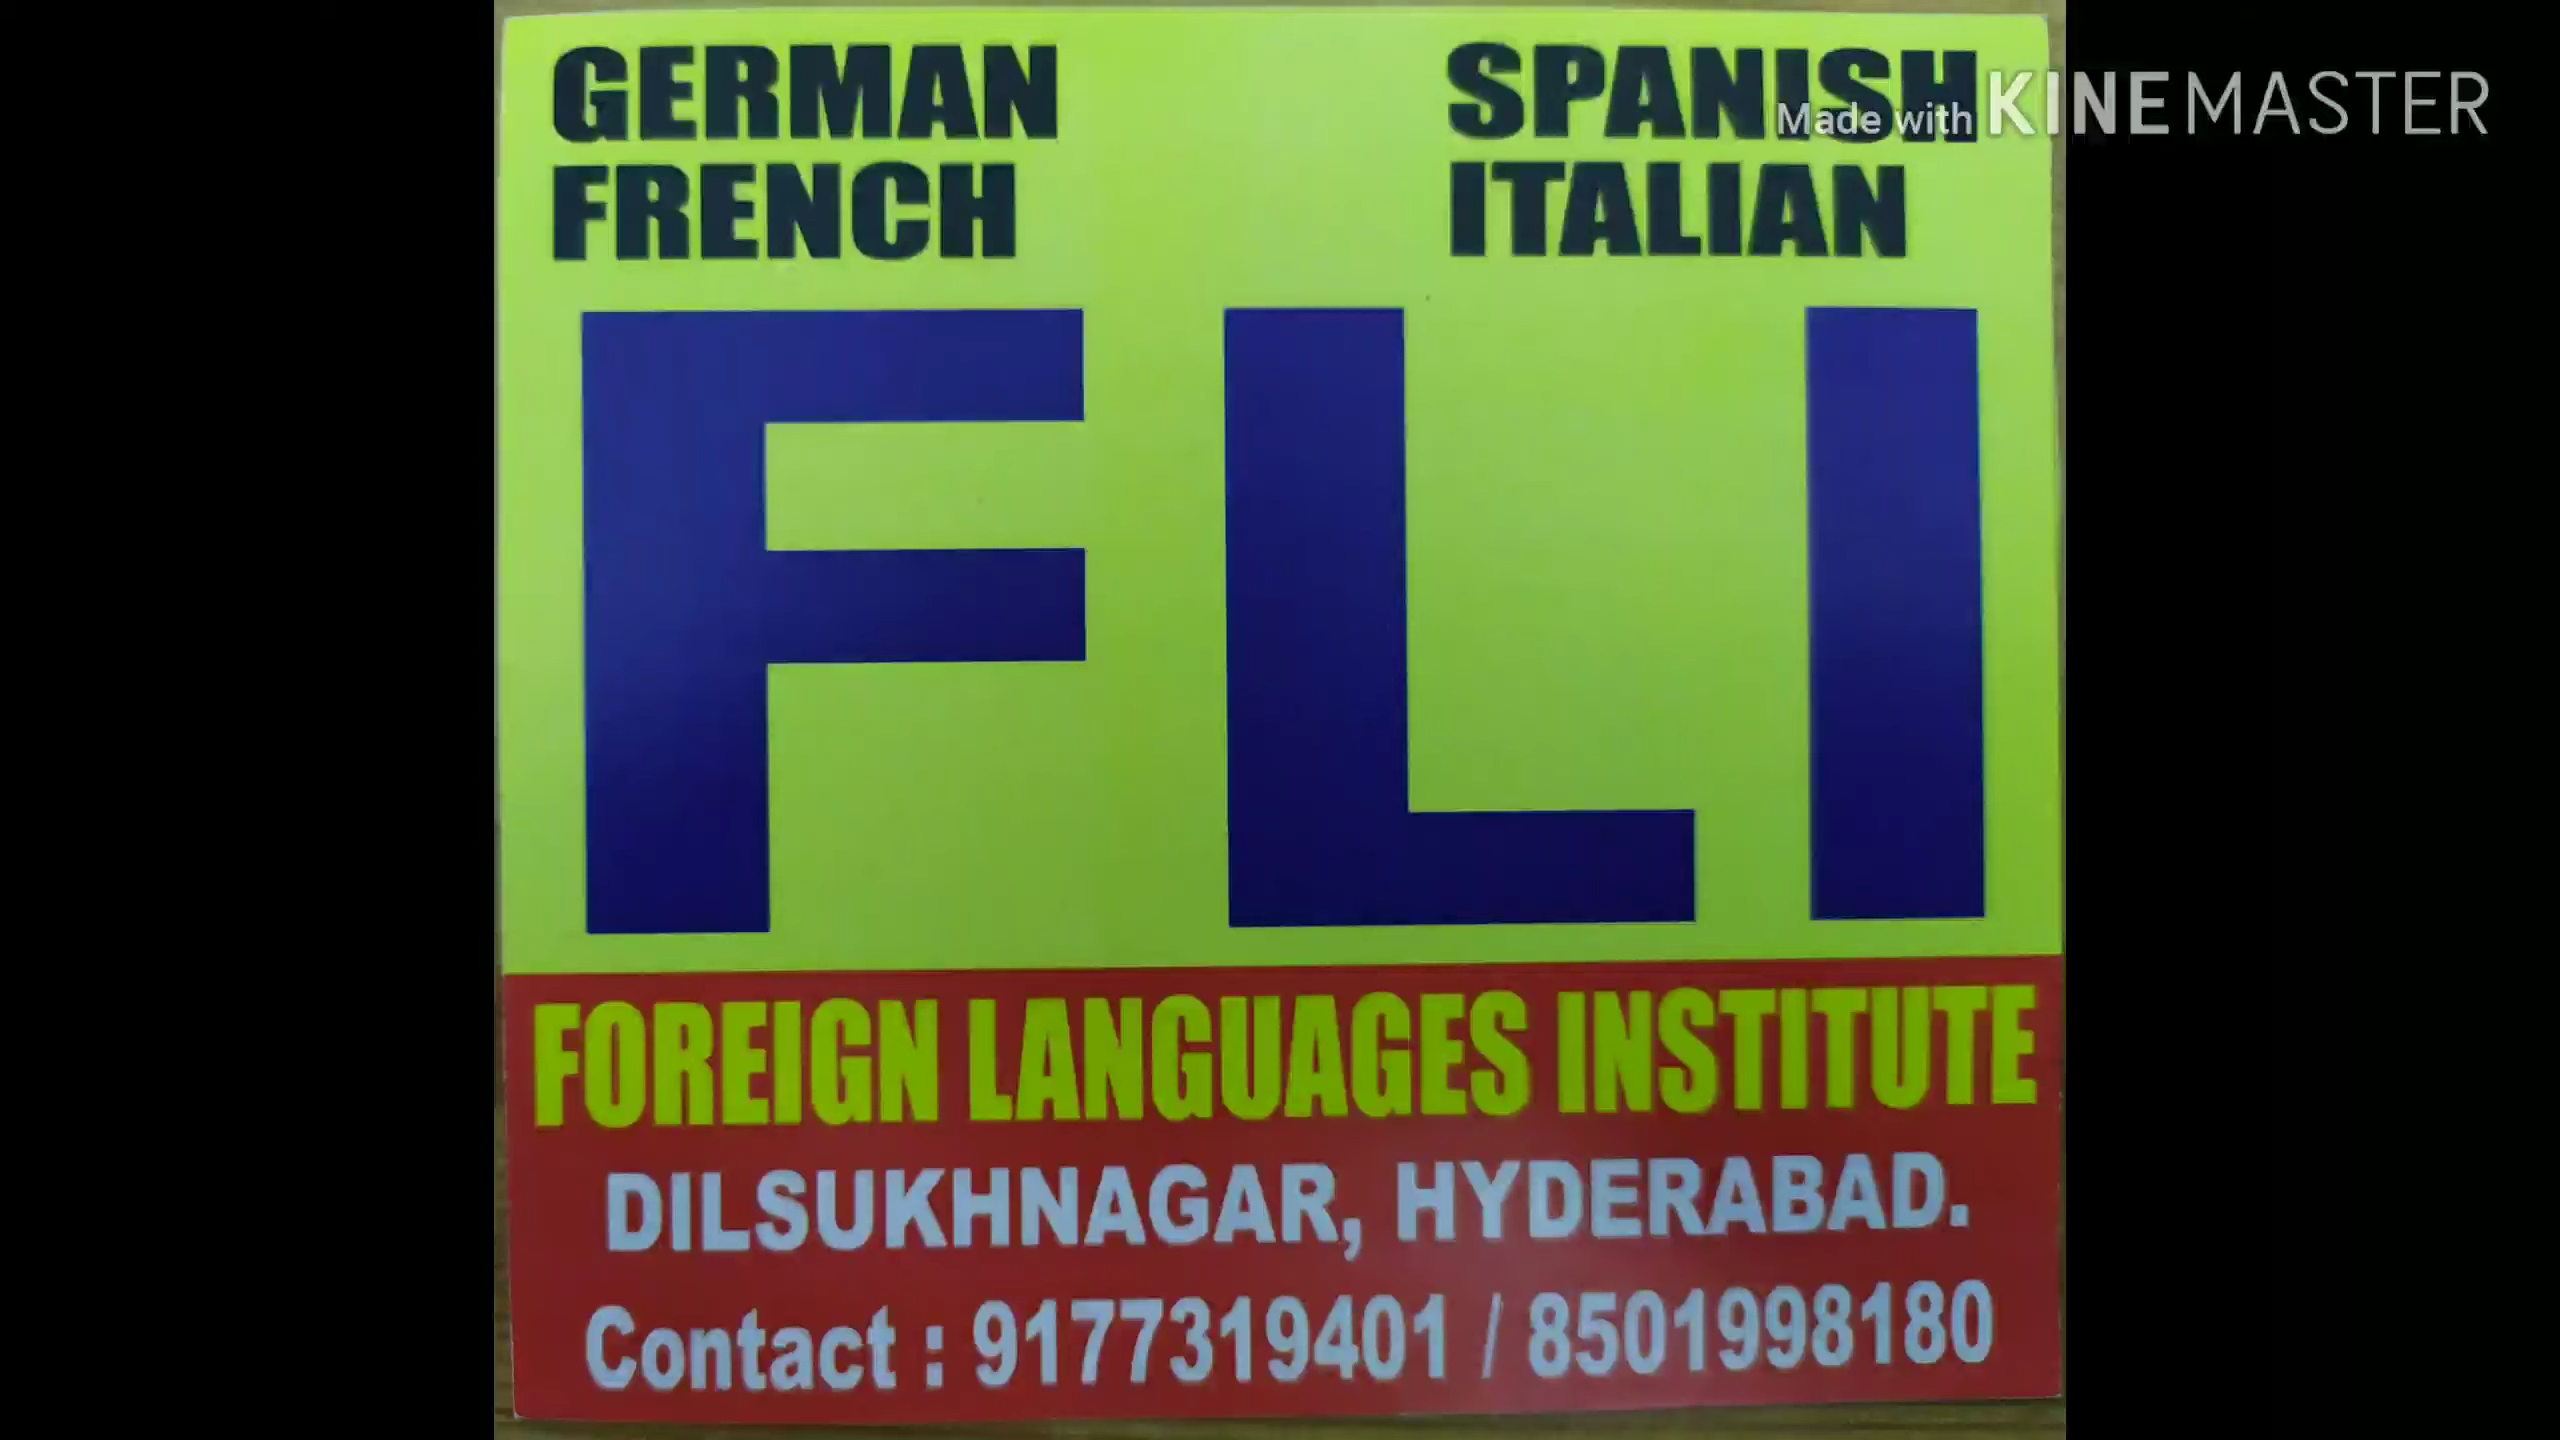 GERMAN SPANISH
FRENCH ITALIAN
Made with KINEMASTER
FLI
FOREIGN LANGUAGES INSTITUTE
DILSUKHNAGAR, HYDERABAD.
Contact : 9177319401 / 8501998180